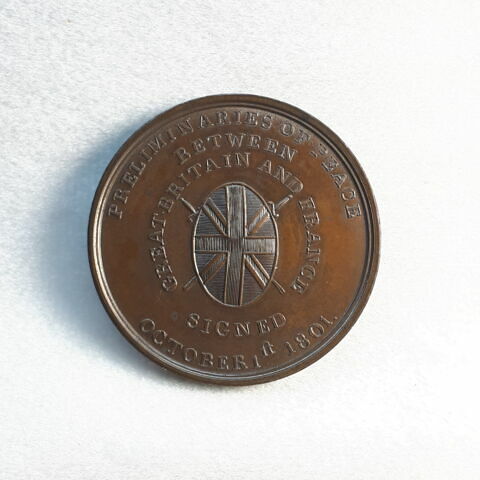 PRELIMINARIES OF PEACE
BETWEEN
GREAT BRITAIN AND FRANCE
SIGNED
OCTOBER 1ſt 1801.